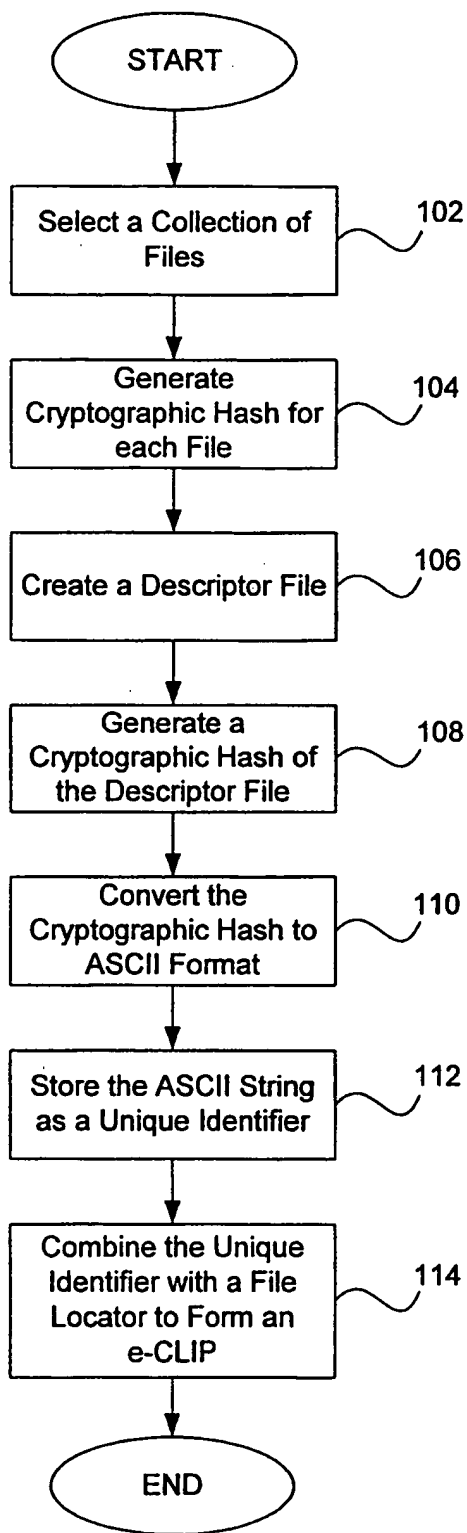 START
Select a Collection of
Files
102
Generate
Cryptographic Hash for
each File
104
Create a Descriptor File
106
Generate a
Cryptographic Hash of
the Descriptor File
108
Convert the
Cryptographic Hash to
ASCII Format
110
Store the ASCII String
as a Unique Identifier
112
Combine the Unique
Identifier with a File
Locator to Form an
e-CLIP
114
END